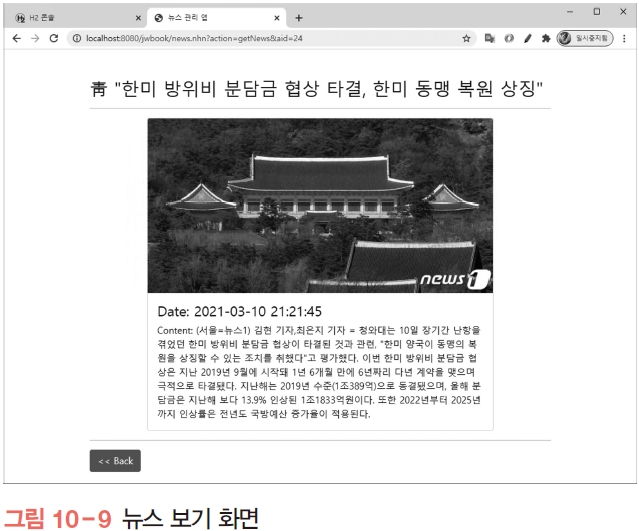 H2 콘솔
뉴스 관리 앱
localhost:8080/jwbook/news.nhn?action=getNews&aid=24
일시중지됨
靑 "한미 방위비 분담금 협상 타결, 한미 동맹 복원 상징"
news1
Date: 2021-03-10 21:21:45
Content: (서울=뉴스1) 김현 기자,최은지 기자 = 청와대는 10일 장기간 난항을
겪었던 한미 방위비 분담금 협상이 타결된 것과 관련, "한미 양국이 동맹의 복
원을 상징할 수 있는 조치를 취했다"고 평가했다. 이번 한미 방위비 분담금 협
상은 지난 2019년 9월에 시작돼 1년 6개월 만에 6년짜리 다년 계약을 맺으며
극적으로 타결됐다. 지난해는 2019년 수준(1조389억)으로 동결됐으며, 올해 분
담금은 지난해 보다 13.9% 인상된 1조1833억원이다. 또한 2022년부터 2025년
까지 인상률은 전년도 국방예산 증가율이 적용된다.
<< Back
그림 10-9 뉴스 보기 화면